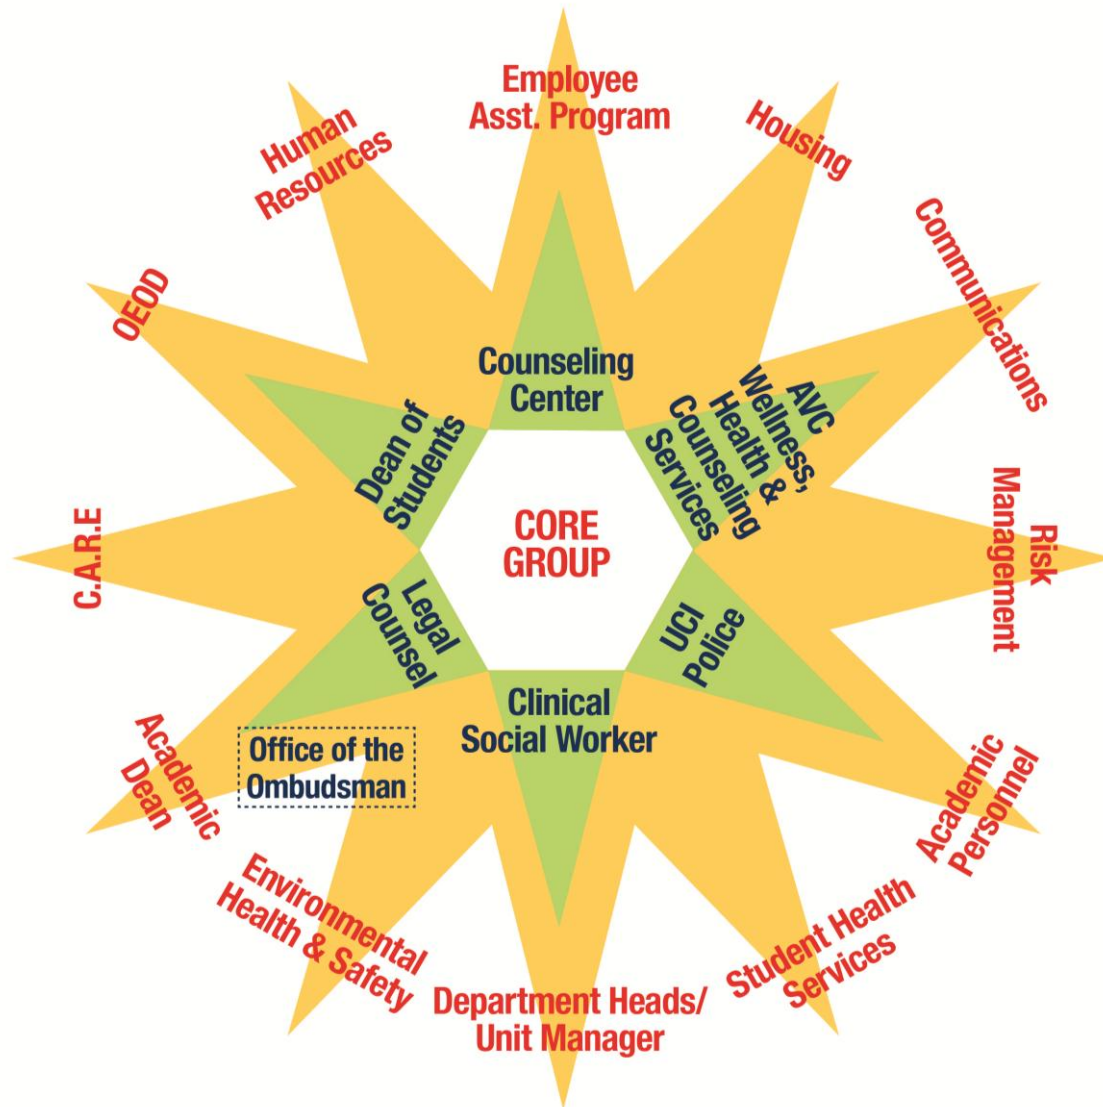 Employee
Asst. Program
Housing
Communications
Risk
Management
Academic
Personnel
Student Health
Services
Department Heads/
Unit Manager
Environmental
Health & Safety
Academic
Dean
C.A.R.E
OEOD
Human
Resources
Counseling
Center
AVC
Wellness,
Health &
Counseling
Services
UCI
Police
Clinical
Social Worker
Legal
Counsel
Dean of
Students
CORE
GROUP
Office of the
Ombudsman